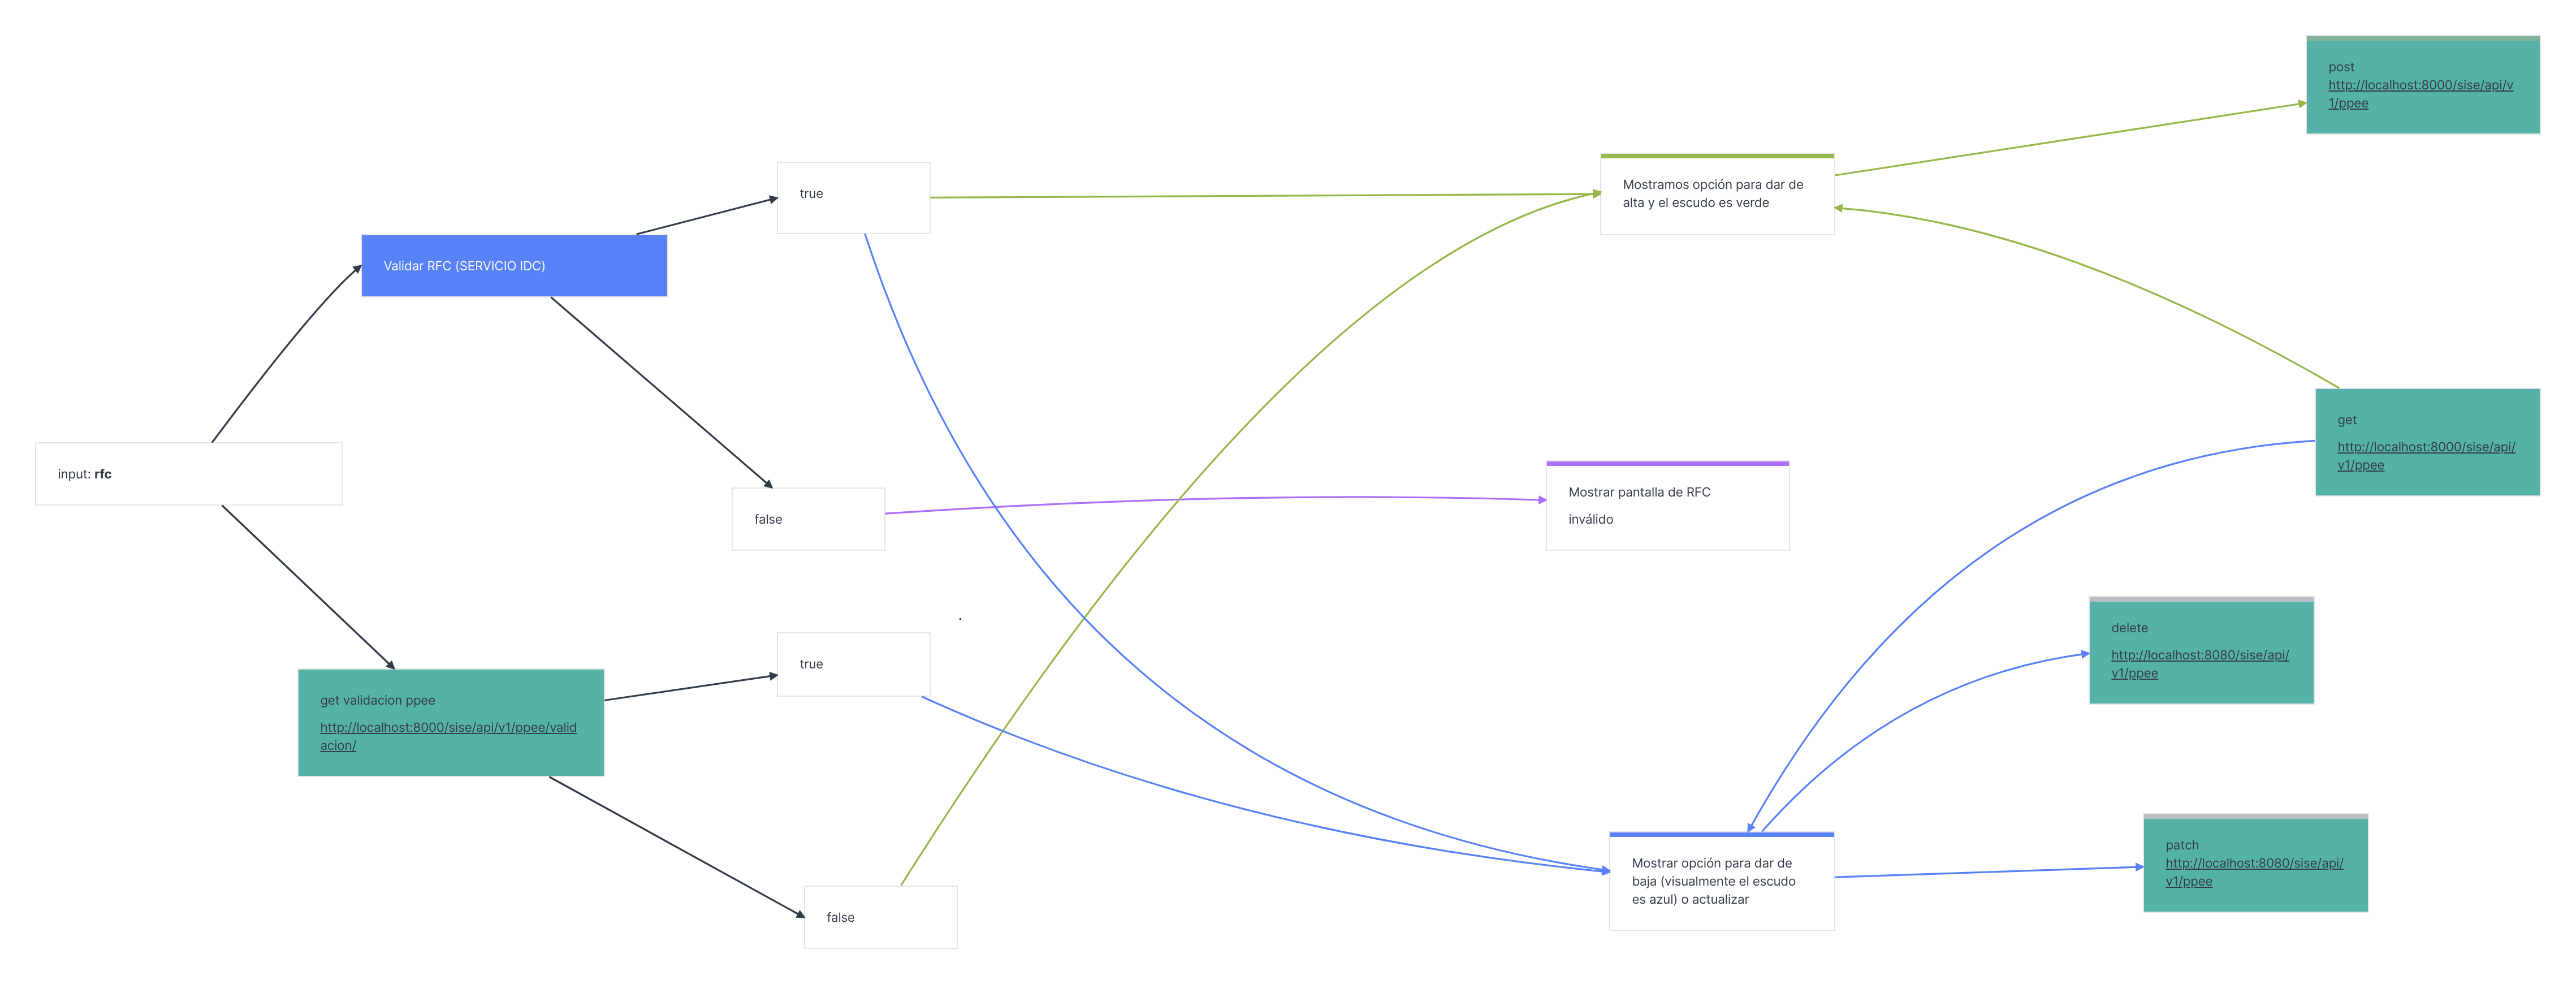 post
http://localhost:8000/sise/api/v
1/ppee
true
Mostramos opción para dar de
alta y el escudo es verde
Validar RFC (SERVICIO IDC)
get
http://localhost:8000/sise/api/
v1/ppee
input: rfc
false
Mostrar pantalla de RFC
inválido
true
delete
http://localhost:8080/sise/api/
v1/ppee
get validacion ppee
http://localhost:8000/sise/api/v1/ppee/valid
acion/
false
Mostrar opción para dar de
baja (visualmente el escudo
es azul) o actualizar
patch
http://localhost:8080/sise/api/
v1/ppee